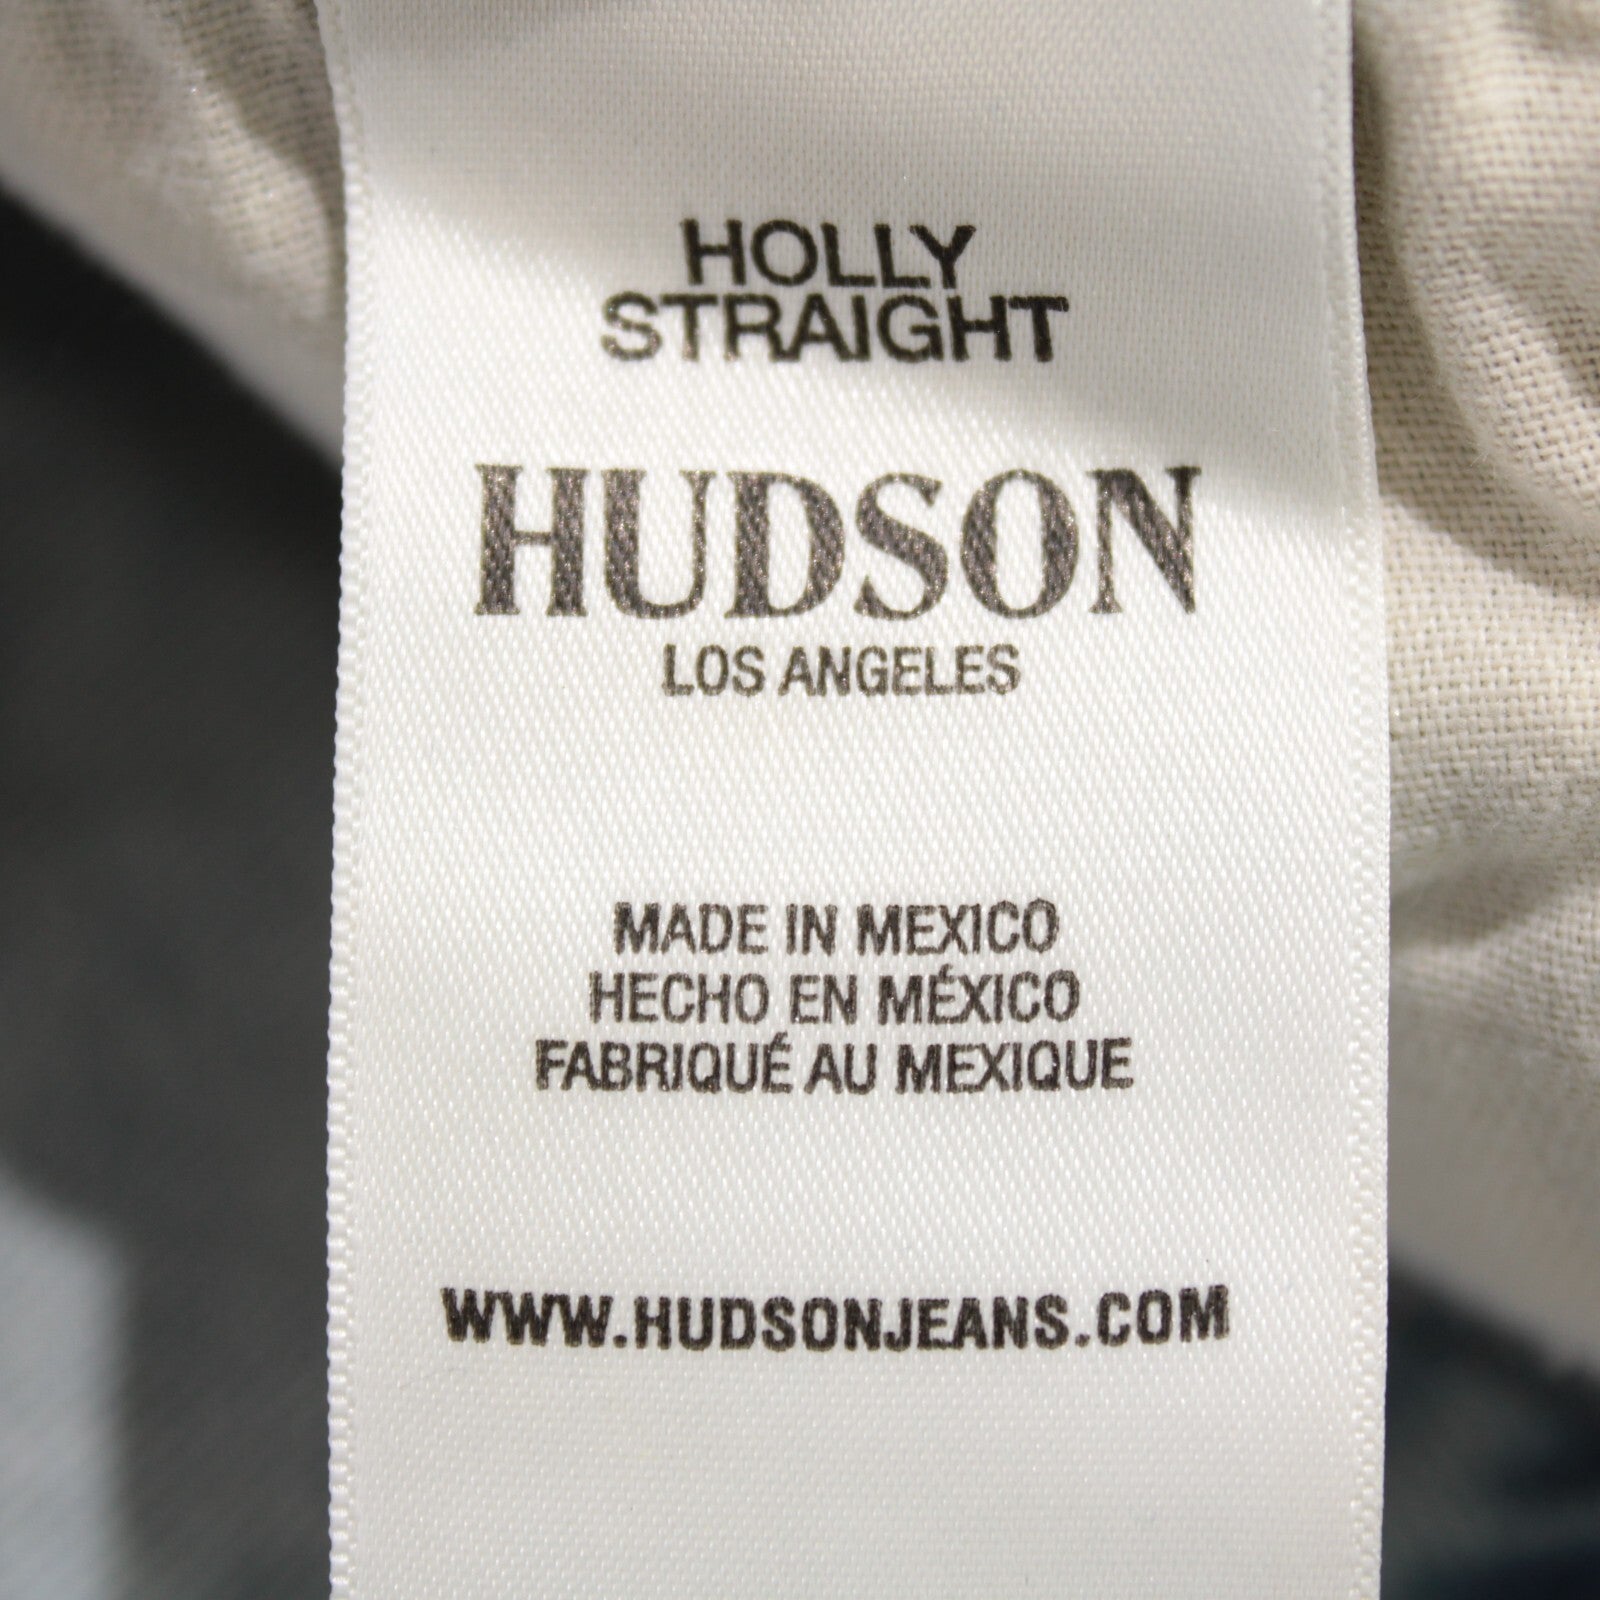 HOLLY
STRAIGHT
HUDSON
LOS ANGELES
MADE IN MEXICO
HECHO EN MÉXICO
FABRIQUÉ AU MEXIQUE
WWW.HUDSONJEANS.COM